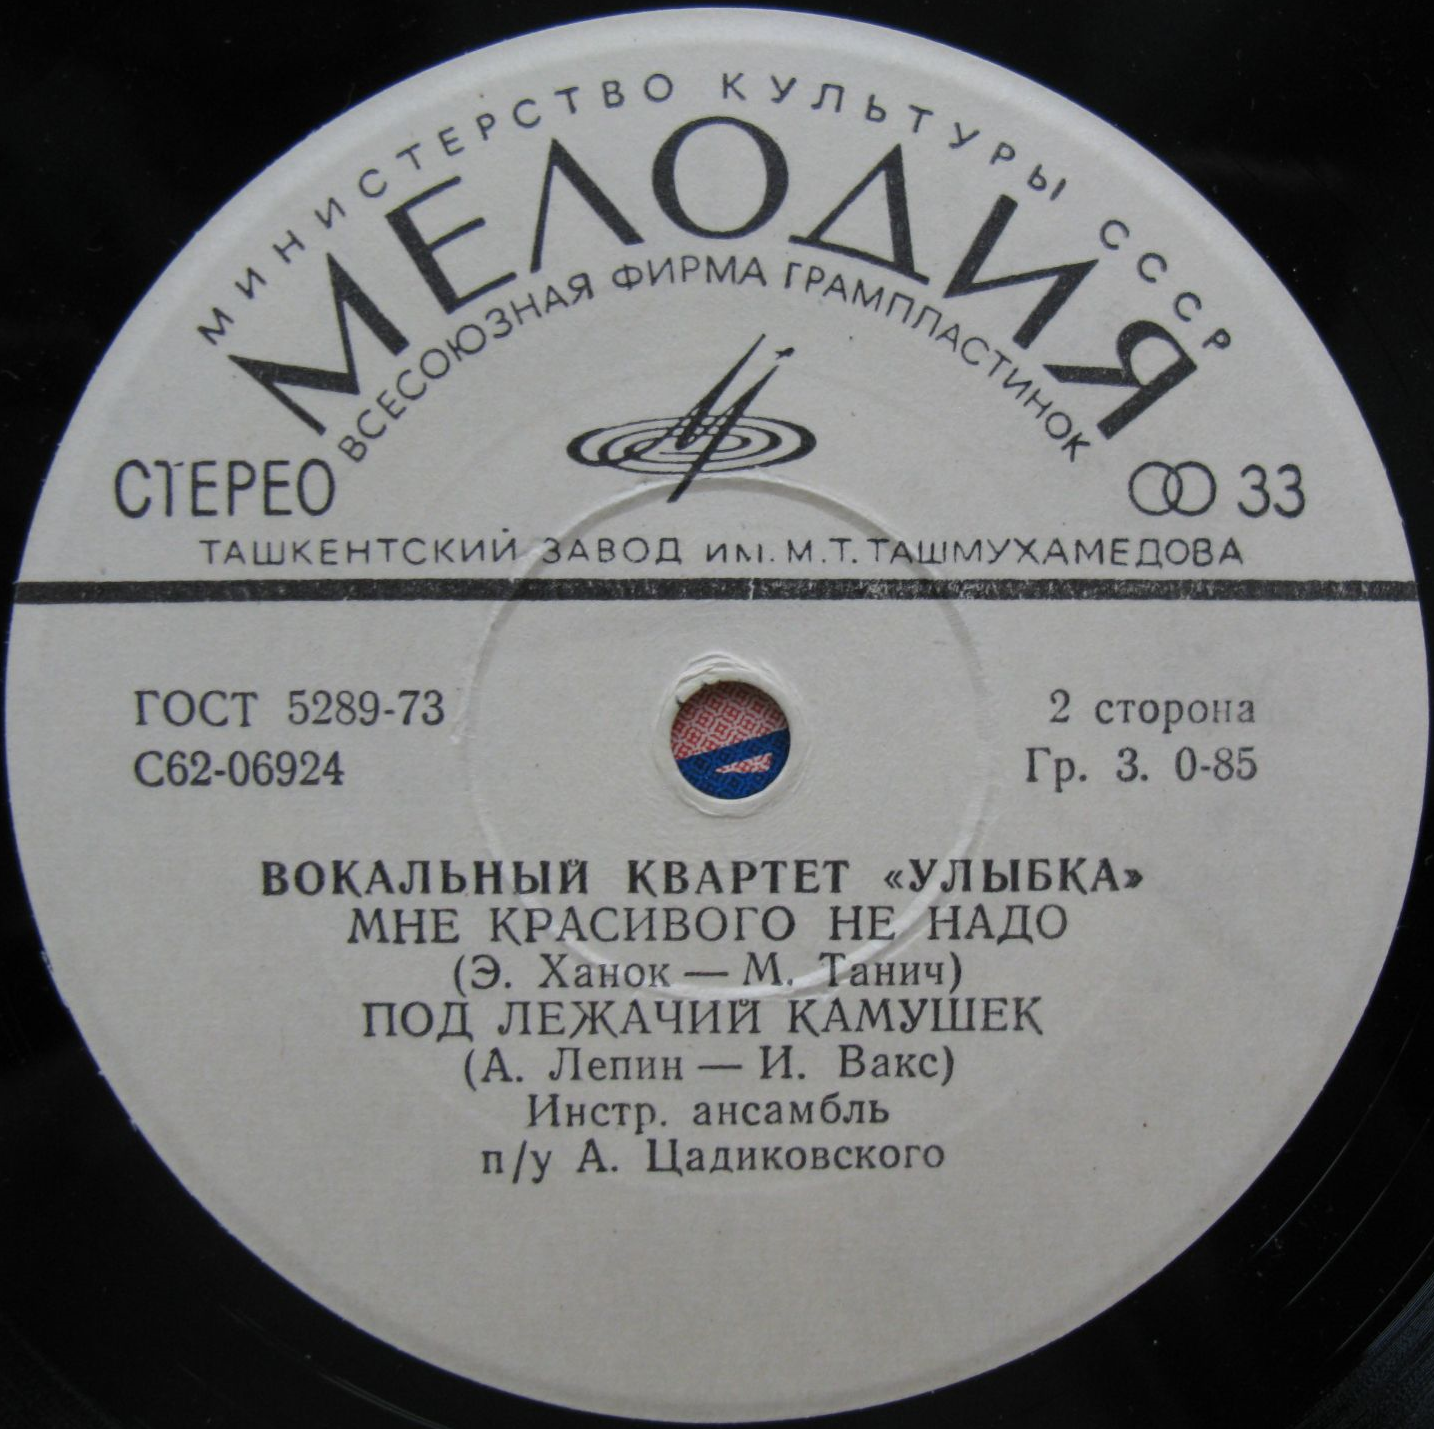 МИНИСТЕРСТВО КУЛЬТУРЫ СССР
МЕЛОДИЯ
ВСЕСОЮЗНАЯ ФИРМА ГРАМПЛАСТИНОК
СТЕРЕО
33
ТАШКЕНТСКИЙ ЗАВОД ИМ. М.Т. ТАШМУХАМЕДОВА
ГОСТ 5289-73
2 сторона
С62-06924
Гр. 3. 0-85
ВОКАЛЬНЫЙ КВАРТЕТ «УЛЫБКА»
МНЕ КРАСИВОГО НЕ НАДО
(Э. Ханок — М. Танич)
ПОД ЛЕЖАЧИЙ КАМУШЕК
(А. Лепин — И. Вакс)
Инстр. ансамбль
п/у А. Цадиковского